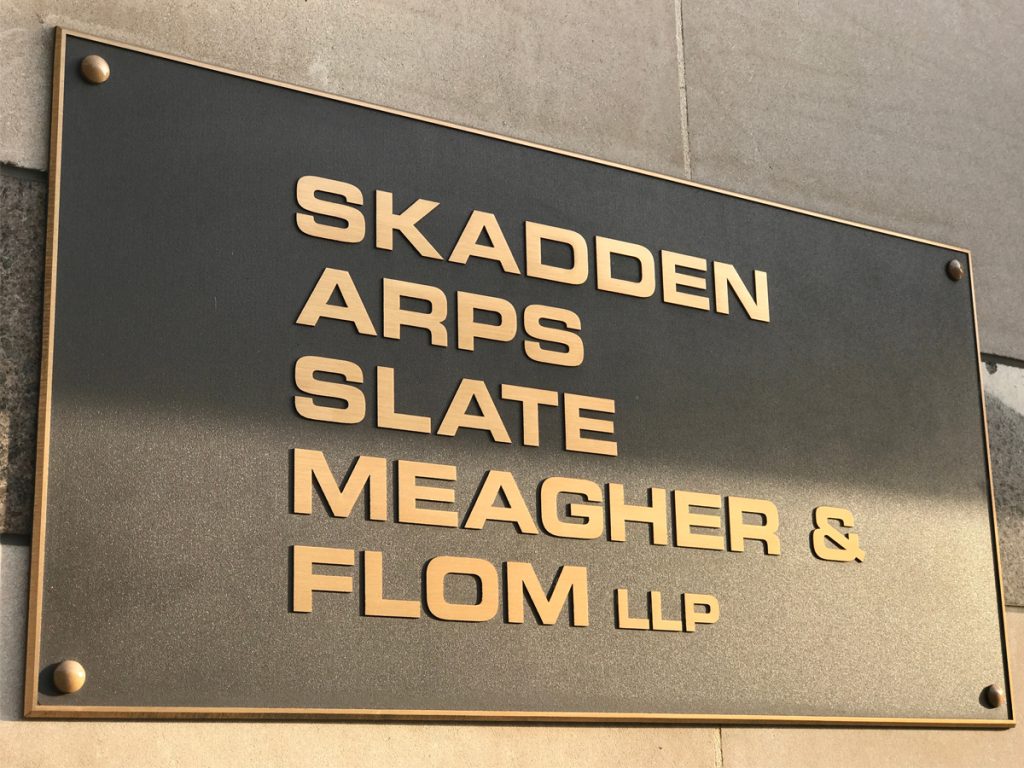 SKADDEN
ARPS
SLATE
MEAGHER &
FLOM LLP